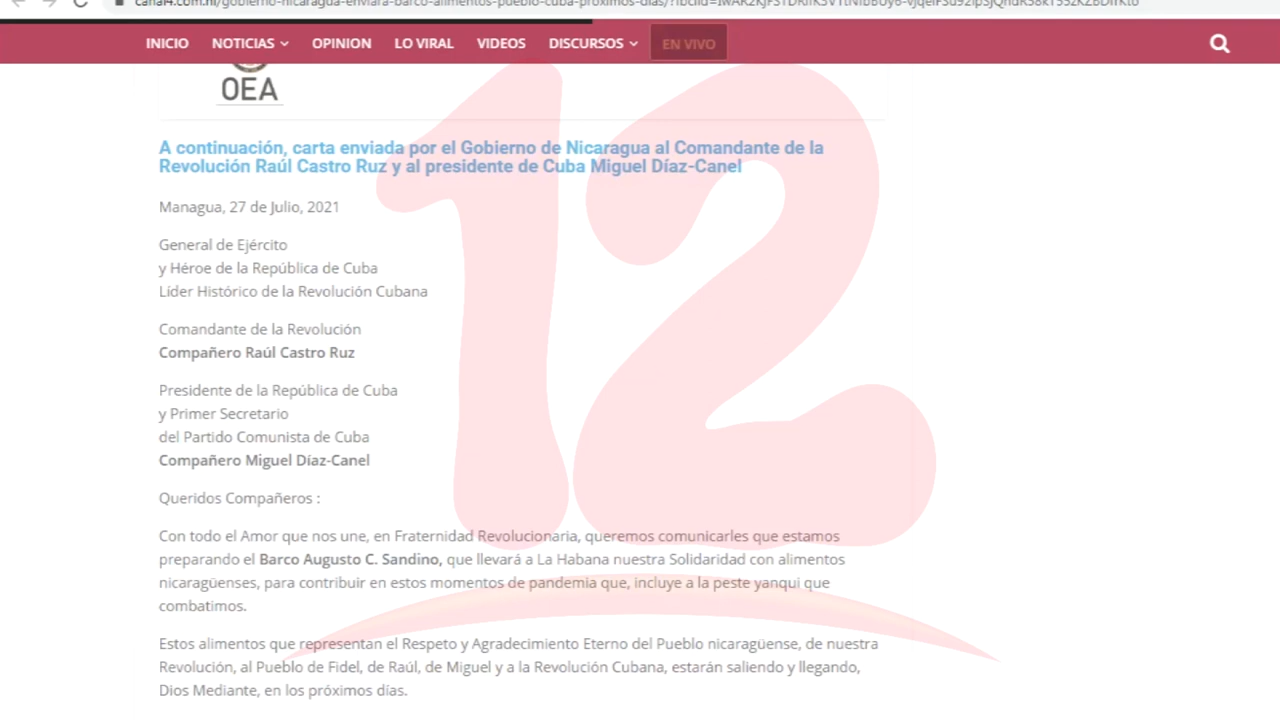 INICIO NOTICIAS OPINION LO VIRAL VIDEOS DISCURSOS EN VIVO
OEA
A continuación, carta enviada por el Gobierno de Nicaragua al Comandante de la
Revolución Raúl Castro Ruz y al presidente de Cuba Miguel Díaz-Canel
Managua, 27 de Julio, 2021
General de Ejército
y Héroe de la República de Cuba
Líder Histórico de la Revolución Cubana
Comandante de la Revolución
Compañero Raúl Castro Ruz
Presidente de la República de Cuba
y Primer Secretario
del Partido Comunista de Cuba
Compañero Miguel Díaz-Canel
Queridos Compañeros :
Con todo el Amor que nos une, en Fraternidad Revolucionaria, queremos comunicarles que estamos
preparando el Barco Augusto C. Sandino, que llevará a La Habana nuestra Solidaridad con alimentos
nicaragüenses, para contribuir en estos momentos de pandemia que, incluye a la peste yanqui que
combatimos.
Estos alimentos que representan el Respeto y Agradecimiento Eterno del Pueblo nicaragüense, de nuestra
Revolución, al Pueblo de Fidel, de Raúl, de Miguel y a la Revolución Cubana, estarán saliendo y llegando,
Dios Mediante, en los próximos días.
12